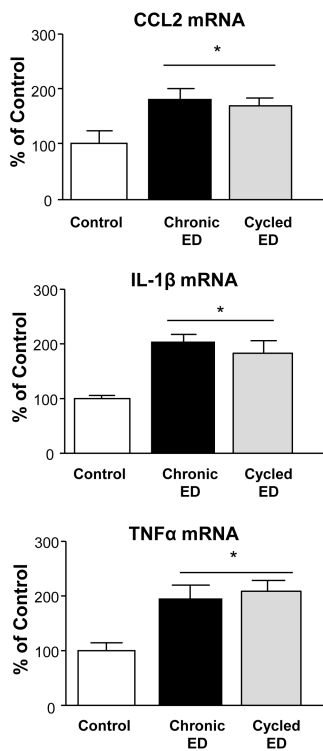 CCL2 mRNA
% of Control
300
200
100
0
*
Control
Chronic
ED
Cycled
ED
IL-1β mRNA
% of Control
300
200
100
0
*
Control
Chronic
ED
Cycled
ED
TNFα mRNA
% of Control
300
200
100
0
*
Control
Chronic
ED
Cycled
ED